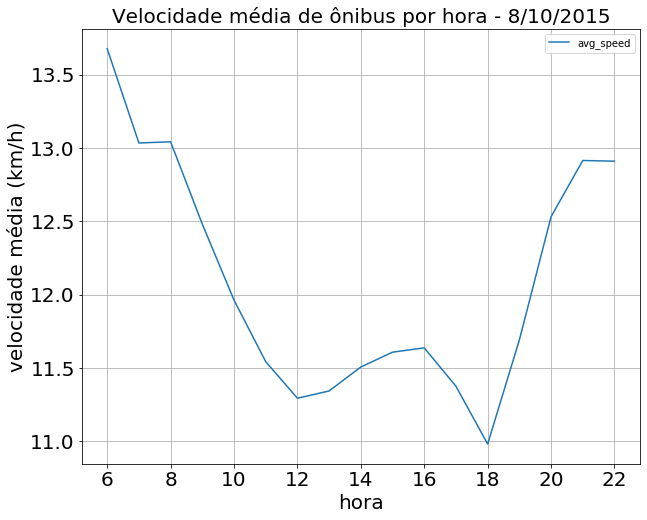 Velocidade média de ônibus por hora - 8/10/2015
avg_speed
velocidade média (km/h)
13.5
13.0
12.5
12.0
11.5
11.0
6 8 10 12 14 16 18 20 22
hora